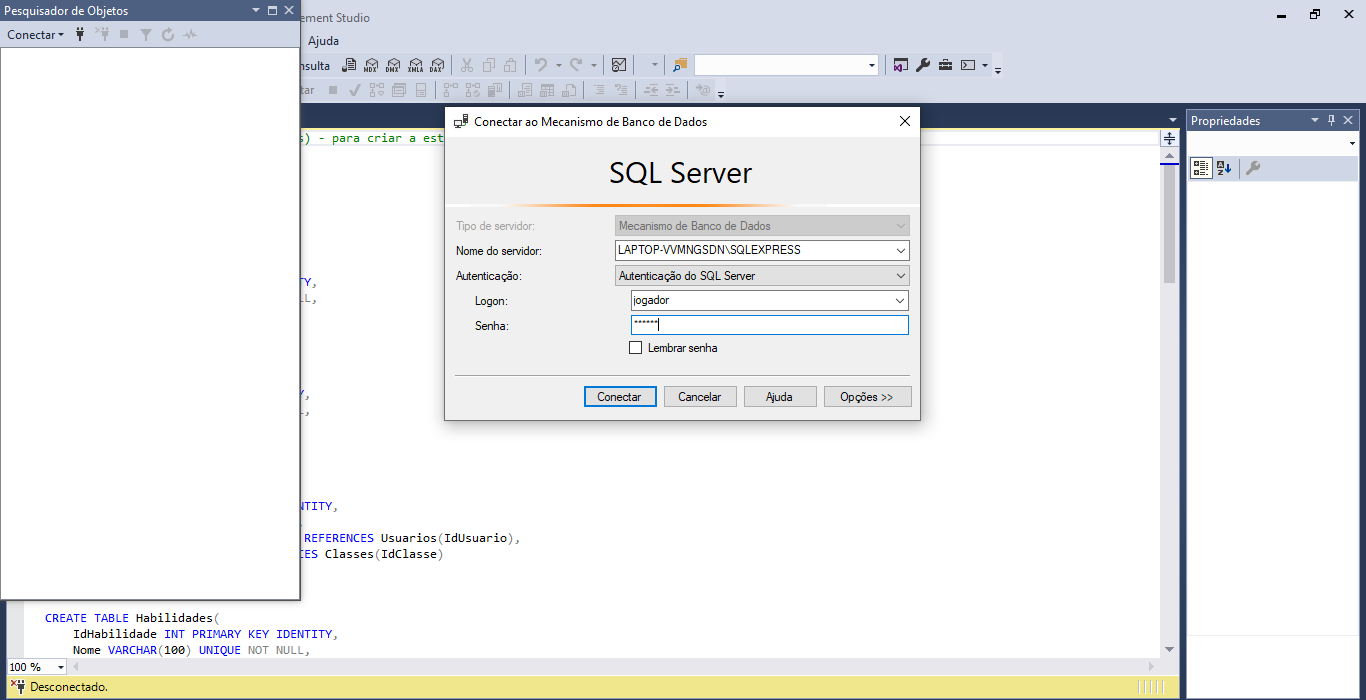 Pesquisador de Objetos
ement Studio
Conectar
Ajuda
nsulta
MDX
DMX
XMLA
DAX
tar
s) - para criar a est
Conectar ao Mecanismo de Banco de Dados
SQL Server
Tipo de servidor: Mecanismo de Banco de Dados
Nome do servidor: LAPTOP-VVMNGSDN\SQLEXPRESS
Autenticação: Autenticação do SQL Server
Logon: jogador
Senha: ******
Lembrar senha
Conectar Cancelar Ajuda Opções >>
Propriedades
TY,
LL,
Y,
L,
NTITY,
REFERENCES Usuarios(IdUsuario),
CES Classes(IdClasse)
CREATE TABLE Habilidades(
IdHabilidade INT PRIMARY KEY IDENTITY,
Nome VARCHAR(100) UNIQUE NOT NULL,
100 %
Desconectado.